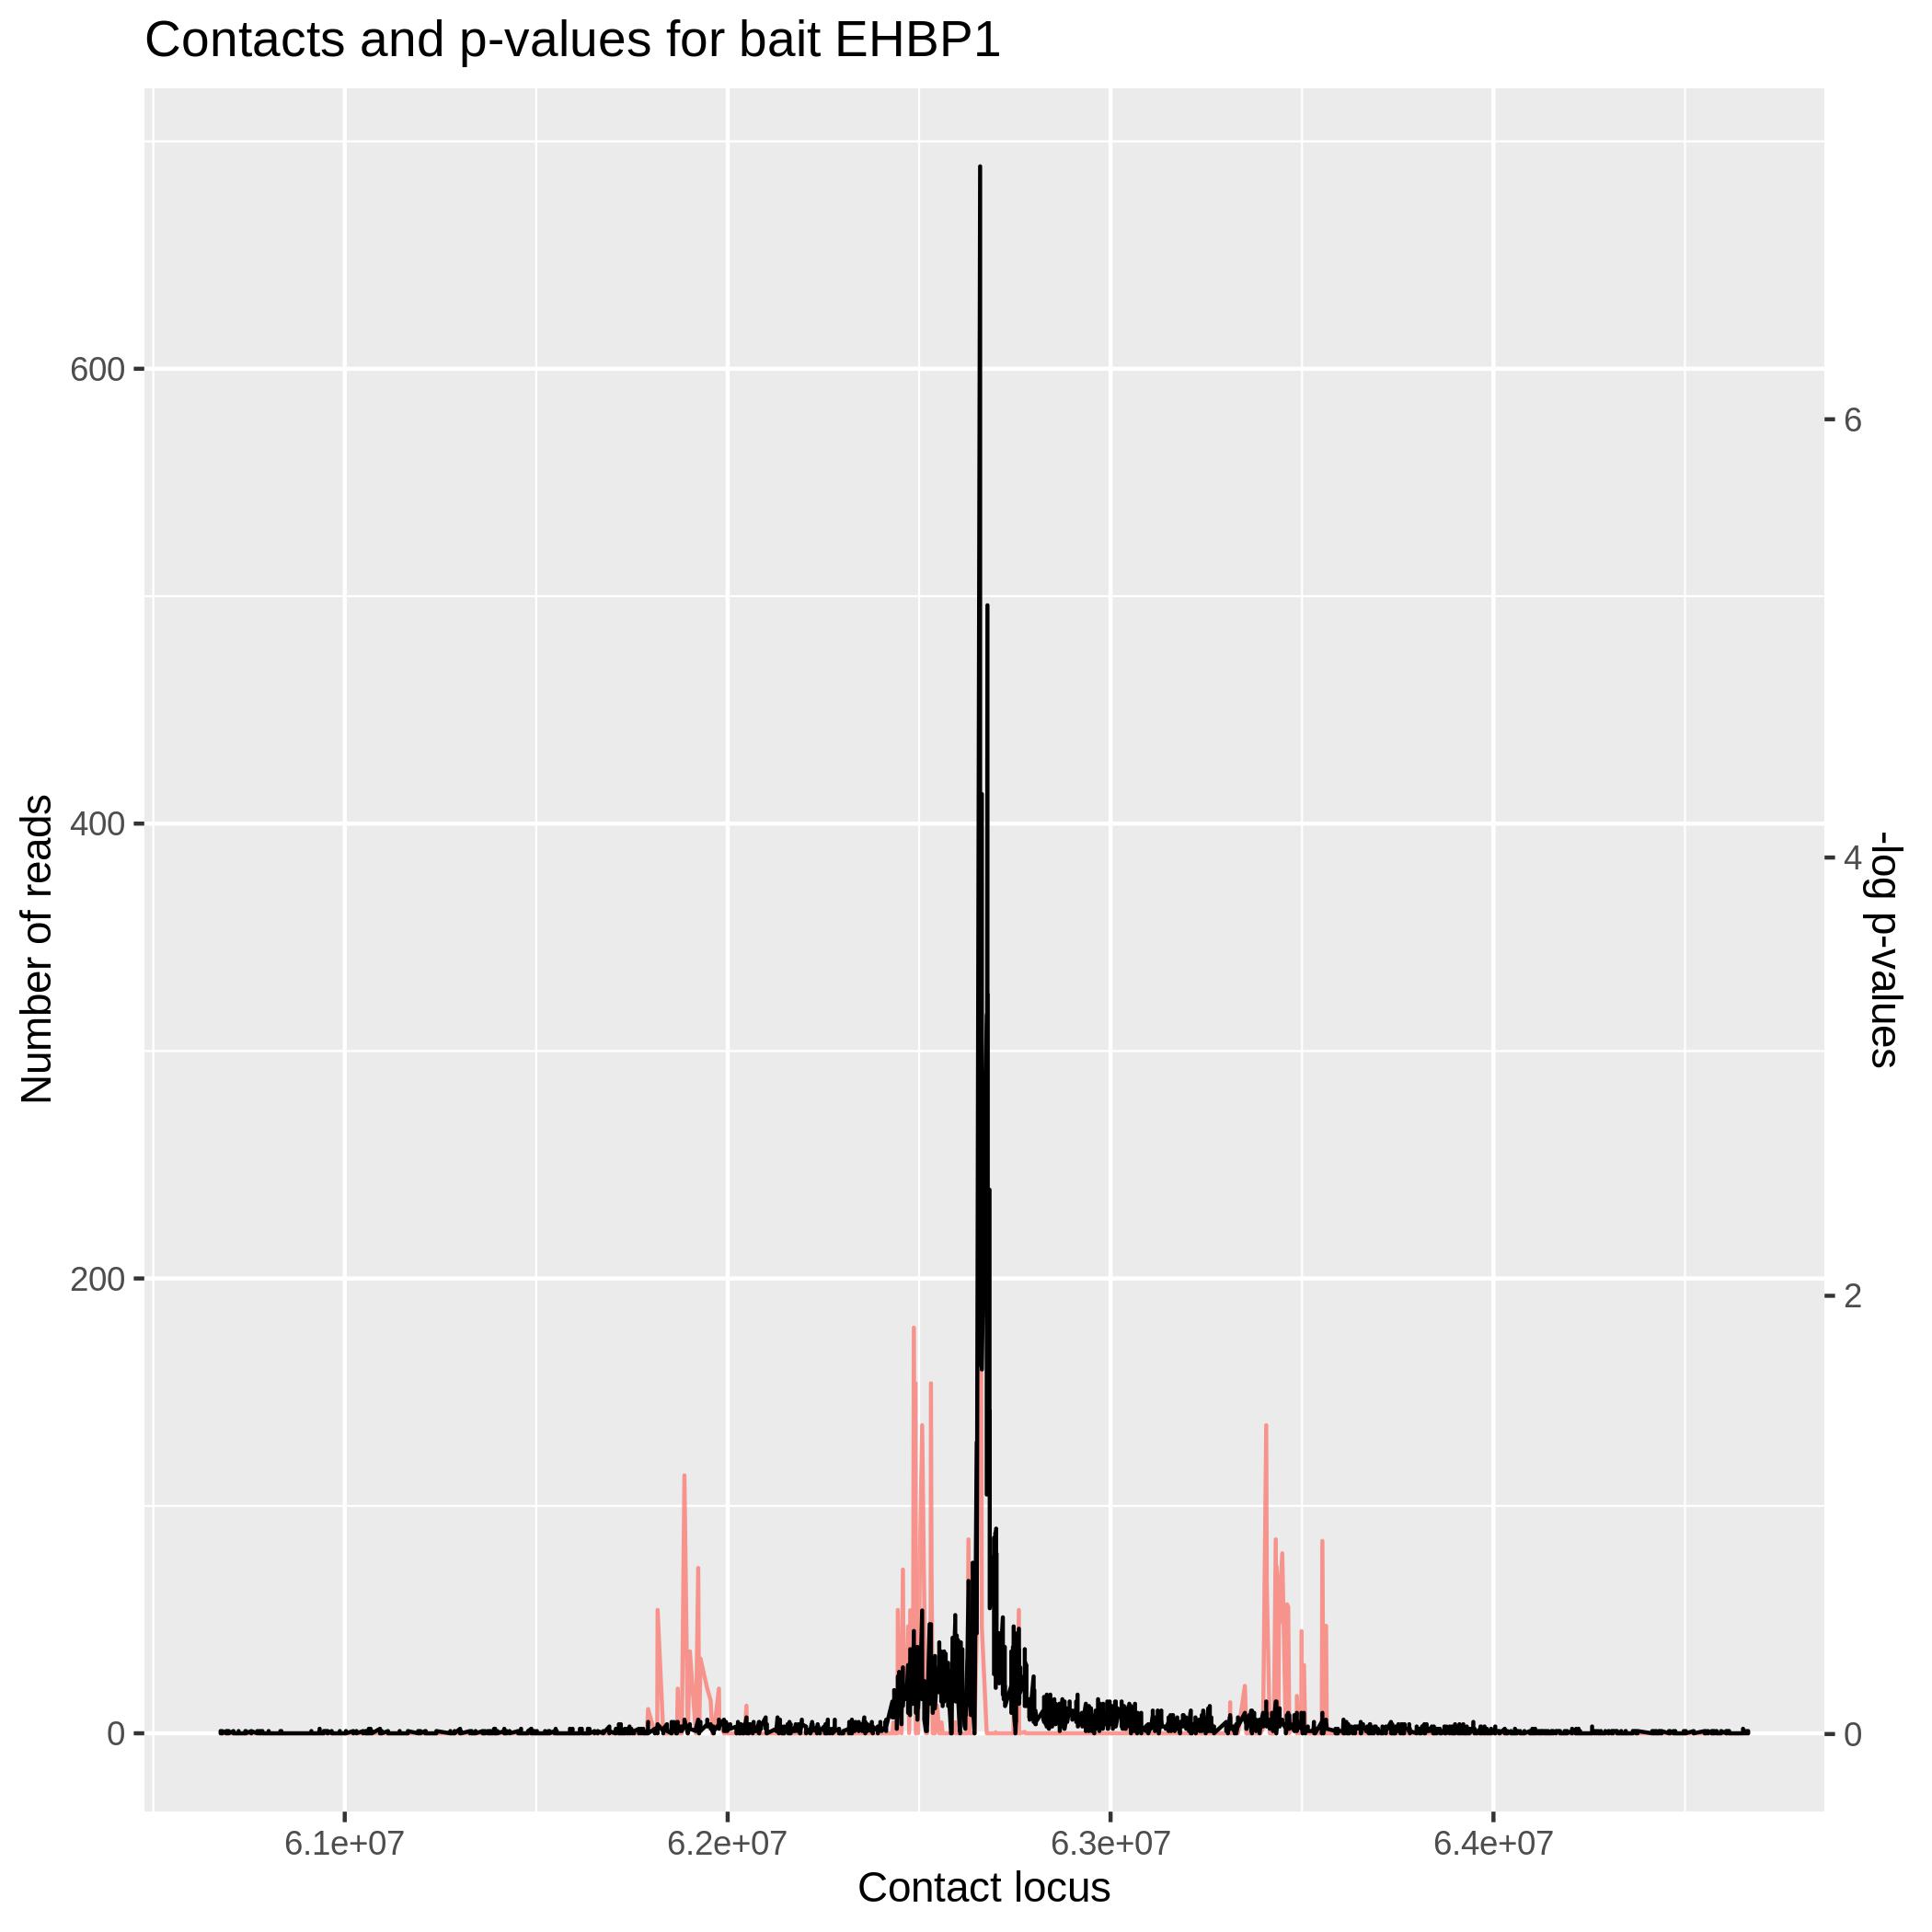 Contacts and p-values for bait EHBP1
Number of reads
600
400
200
0
6
4
2
0
-log p-values
6.1e+07
6.2e+07
6.3e+07
6.4e+07
Contact locus